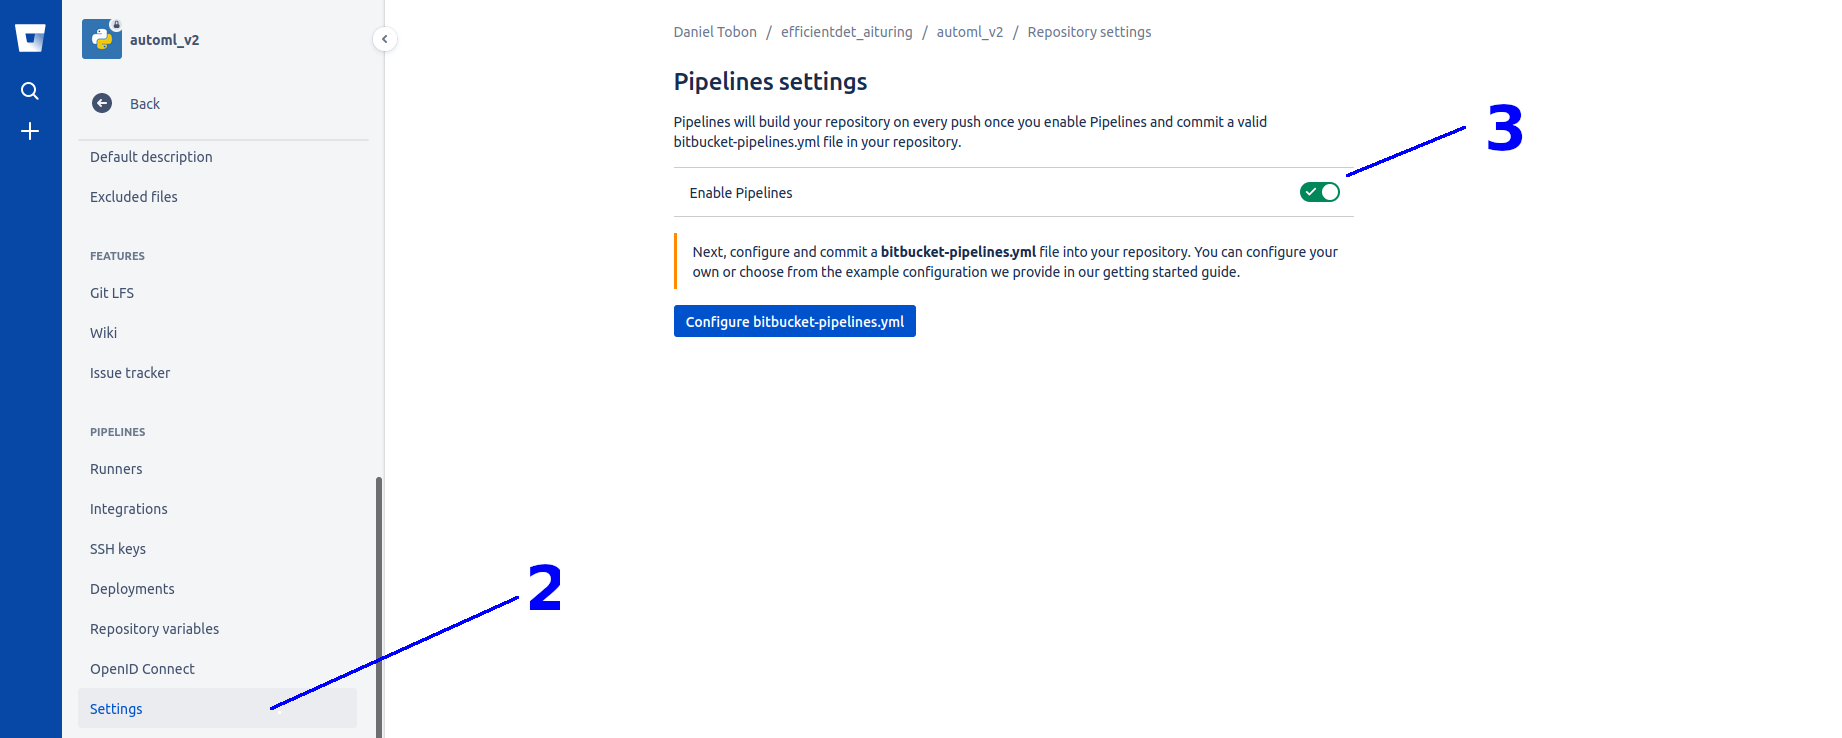 automl_v2
Back
Default description
Excluded files
FEATURES
Git LFS
Wiki
Issue tracker
PIPELINES
Runners
Integrations
SSH keys
Deployments
Repository variables
OpenID Connect
Settings
2
Daniel Tobon / efficientdet_aituring / automl_v2 / Repository settings
Pipelines settings
Pipelines will build your repository on every push once you enable Pipelines and commit a valid
bitbucket-pipelines.yml file in your repository.
Enable Pipelines
3
Next, configure and commit a bitbucket-pipelines.yml file into your repository. You can configure your
own or choose from the example configuration we provide in our getting started guide.
Configure bitbucket-pipelines.yml